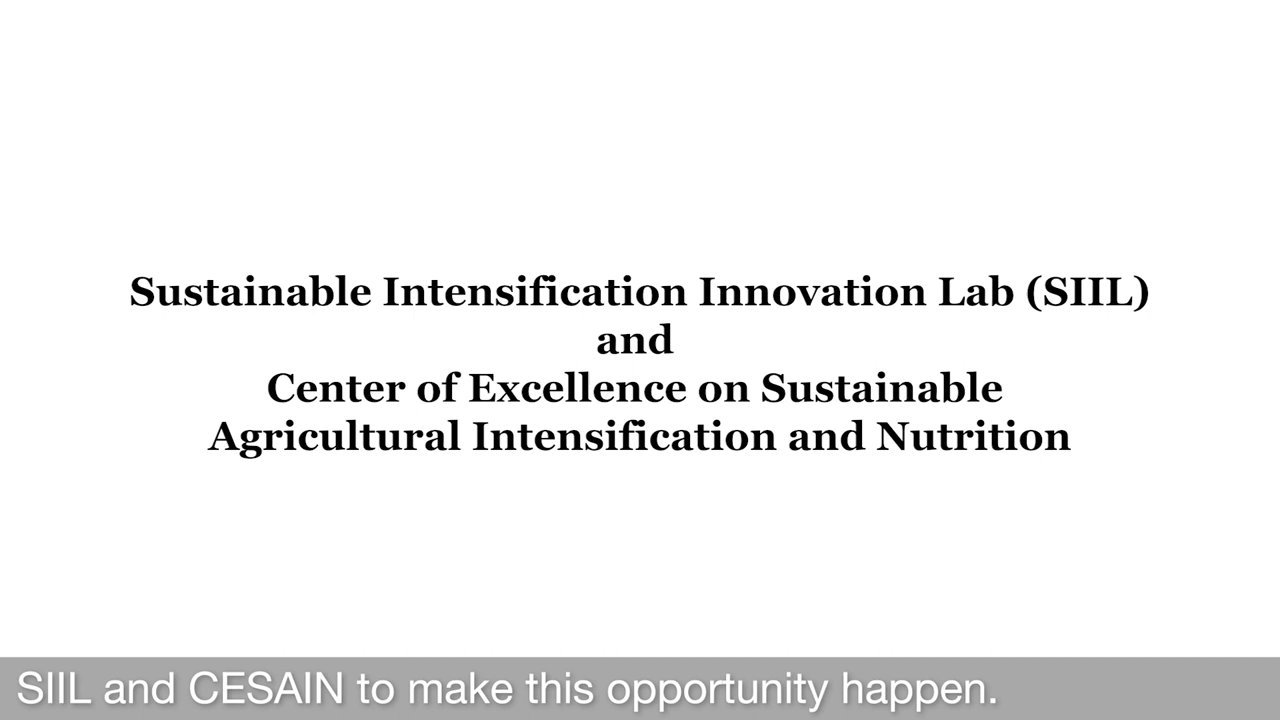 Sustainable Intensification Innovation Lab (SIIL)
and
Center of Excellence on Sustainable
Agricultural Intensification and Nutrition
SIIL and CESAIN to make this opportunity happen.